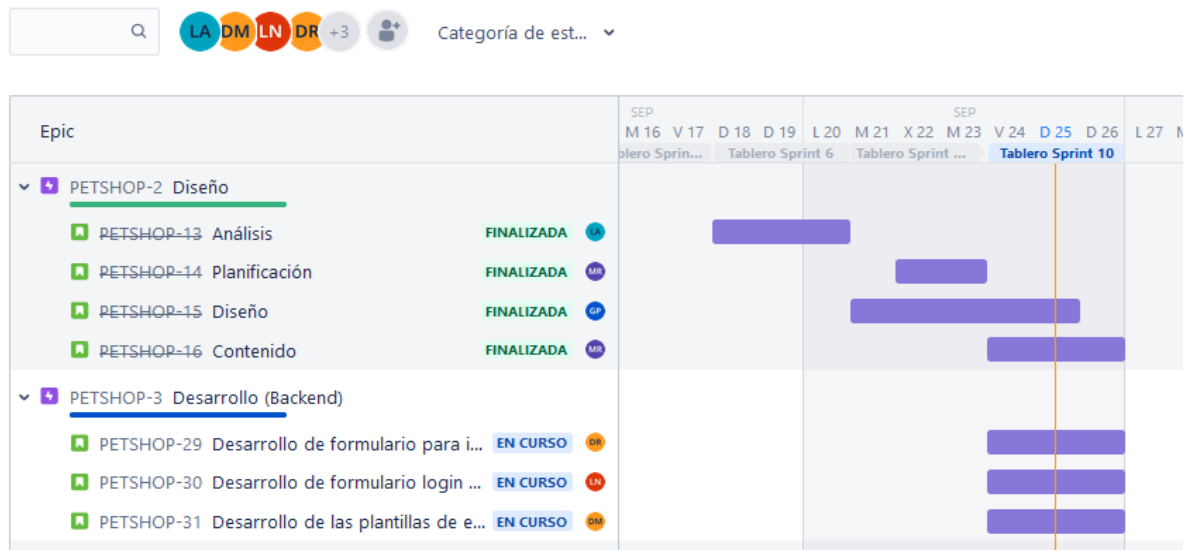 LA DM LN DR +3 Categoría de est...
SEP SEP
Epic M 16 V 17 D 18 D 19 L 20 M 21 X 22 M 23 V 24 D 25 D 26 L 27 M
blero Sprin... Tablero Sprint 6 Tablero Sprint ... Tablero Sprint 10
PETSHOP-2 Diseño
PETSHOP-13 Análisis FINALIZADA LA
PETSHOP-14 Planificación FINALIZADA MR
PETSHOP-15 Diseño FINALIZADA GP
PETSHOP-16 Contenido FINALIZADA MR
PETSHOP-3 Desarrollo (Backend)
PETSHOP-29 Desarrollo de formulario para i... EN CURSO DR
PETSHOP-30 Desarrollo de formulario login ... EN CURSO LN
PETSHOP-31 Desarrollo de las plantillas de e... EN CURSO DM